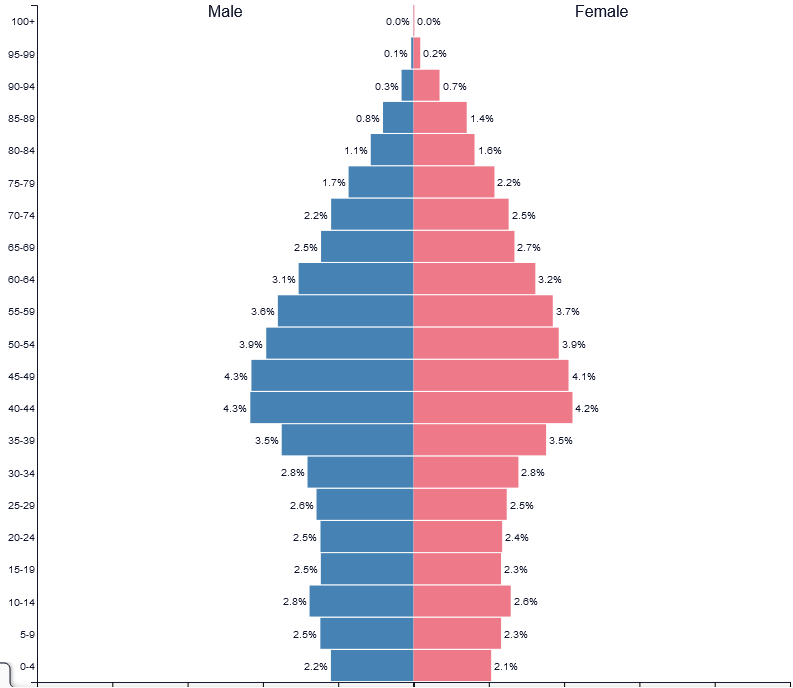 Male Female
100+ 0.0% 0.0%
95-99 0.1% 0.2%
90-94 0.3% 0.7%
85-89 0.8% 1.4%
80-84 1.1% 1.6%
75-79 1.7% 2.2%
70-74 2.2% 2.5%
65-69 2.5% 2.7%
60-64 3.1% 3.2%
55-59 3.6% 3.7%
50-54 3.9% 3.9%
45-49 4.3% 4.1%
40-44 4.3% 4.2%
35-39 3.5% 3.5%
30-34 2.8% 2.8%
25-29 2.6% 2.5%
20-24 2.5% 2.4%
15-19 2.5% 2.3%
10-14 2.8% 2.6%
5-9 2.5% 2.3%
0-4 2.2% 2.1%